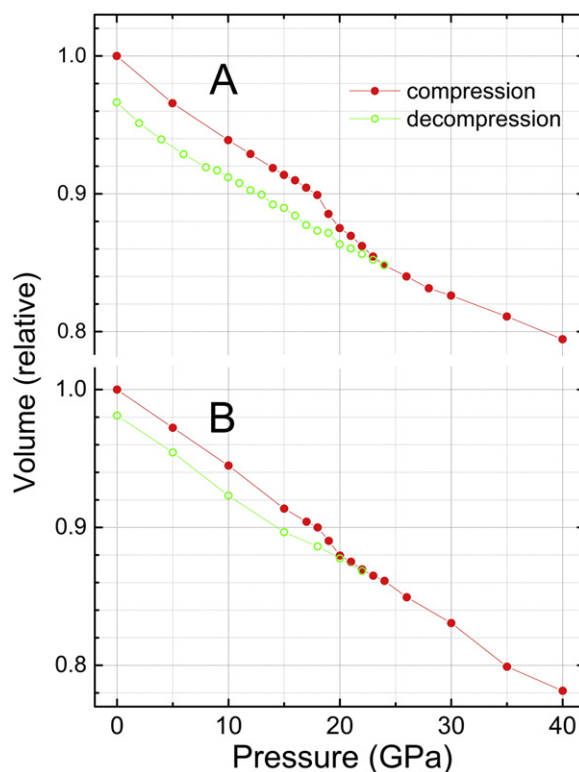 1.0
A
compression
decompression
0.9
0.8
Volume (relative)
1.0
B
0.9
0.8
0 10 20 30 40
Pressure (GPa)